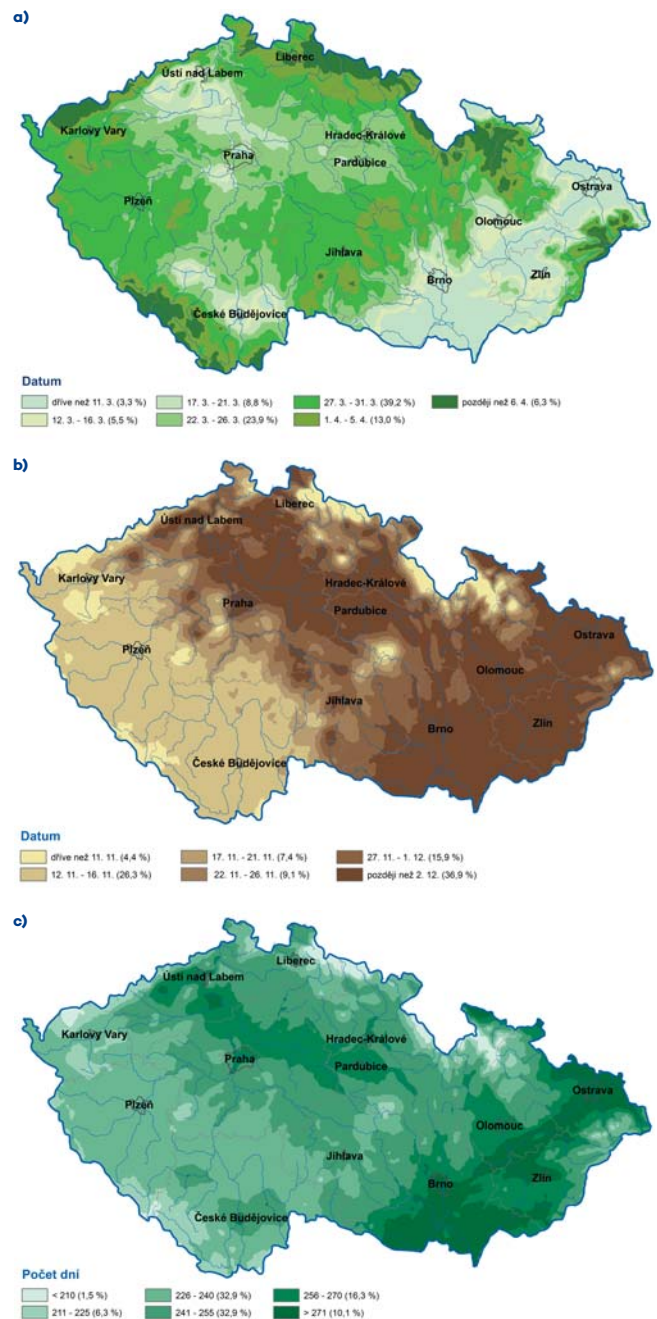 a)
Liberec
Ústí nad Labem
Karlovy Vary
Hradec-Králové
Praha
Pardubice
Ostrava
Plzeň
Olomouc
Jihlava
Brno
Zlín
České Budějovice
Datum
dříve než 11. 3. (3,3 %) 17. 3. - 21. 3. (8,8 %) 27. 3. - 31. 3. (39,2 %) později než 6. 4. (6,3 %)
12. 3. - 16. 3. (5,5 %) 22. 3. - 26. 3. (23,9 %) 1. 4. - 5. 4. (13,0 %)
b)
Liberec
Ústí nad Labem
Karlovy Vary
Hradec-Králové
Praha
Pardubice
Ostrava
Plzeň
Olomouc
Jihlava
Brno
Zlín
České Budějovice
Datum
dříve než 11. 11. (4,4 %) 17. 11. - 21. 11. (7,4 %) 27. 11. - 1. 12. (15,9 %)
12. 11. - 16. 11. (26,3 %) 22. 11. - 26. 11. (9,1 %) později než 2. 12. (36,9 %)
c)
Liberec
Ústí nad Labem
Karlovy Vary
Hradec-Králové
Praha
Pardubice
Ostrava
Plzeň
Olomouc
Jihlava
Brno
Zlín
České Budějovice
Počet dní
< 210 (1,5 %) 226 - 240 (32,9 %) 256 - 270 (16,3 %)
211 - 225 (6,3 %) 241 - 255 (32,9 %) > 271 (10,1 %)